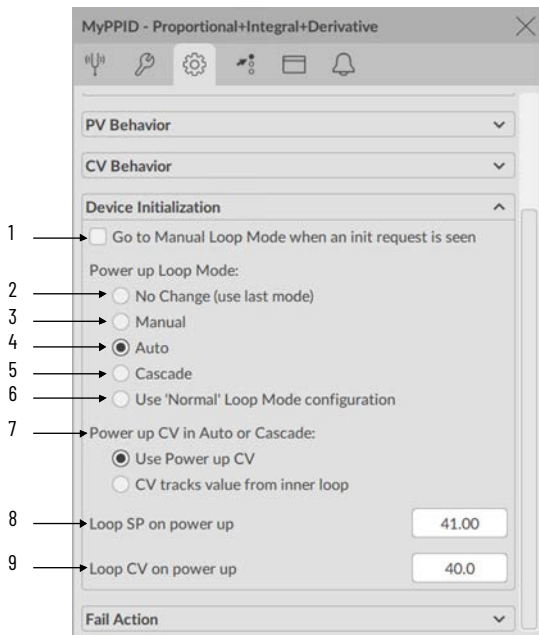 MyPPID - Proportional+Integral+Derivative
PV Behavior
CV Behavior
Device Initialization
1 Go to Manual Loop Mode when an init request is seen
Power up Loop Mode:
2 No Change (use last mode)
3 Manual
4 Auto
5 Cascade
6 Use 'Normal' Loop Mode configuration
7 Power up CV in Auto or Cascade:
Use Power up CV
CV tracks value from inner loop
8 Loop SP on power up 41.00
9 Loop CV on power up 40.0
Fail Action